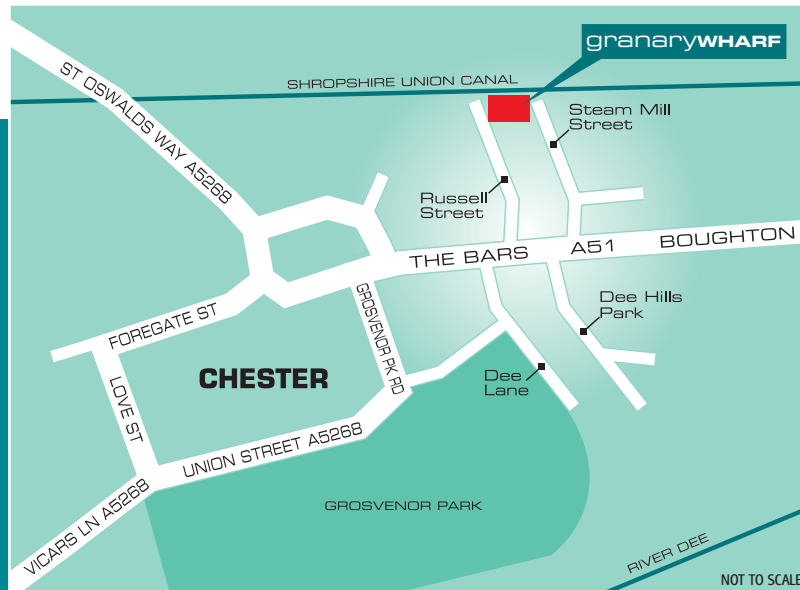 granaryWHARF
SHROPSHIRE UNION CANAL
ST OSWALDS WAY A5268
Steam Mill
Street
Russell
Street
THE BARS A51 BOUGHTON
GROSVENOR PK RD
Dee Hills
Park
FOREGATE ST
CHESTER
LOVE ST
Dee
Lane
UNION STREET A5268
VICARS LN A5268
GROSVENOR PARK
RIVER DEE
NOT TO SCALE